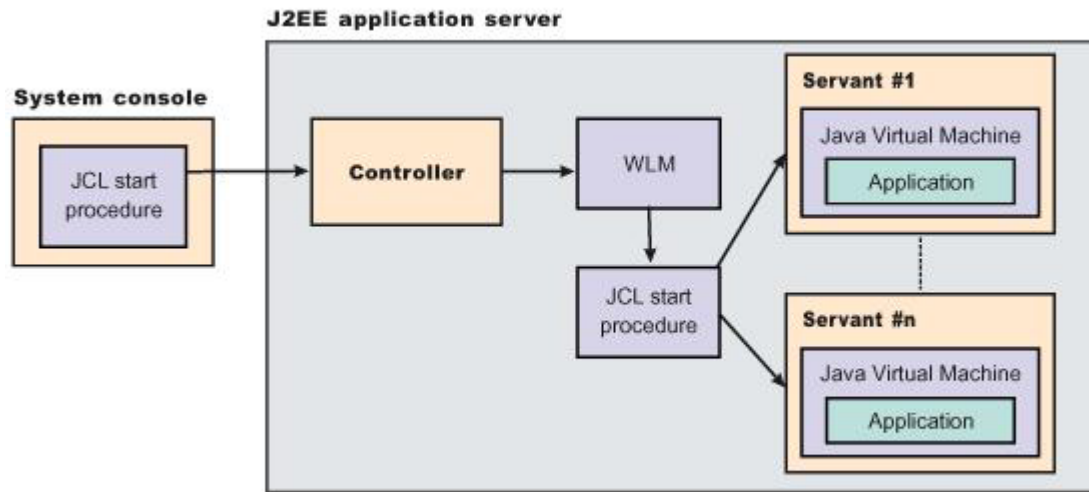 J2EE application server
System console
JCL start
procedure
Controller
WLM
JCL start
procedure
Servant #1
Java Virtual Machine
Application
Servant #n
Java Virtual Machine
Application